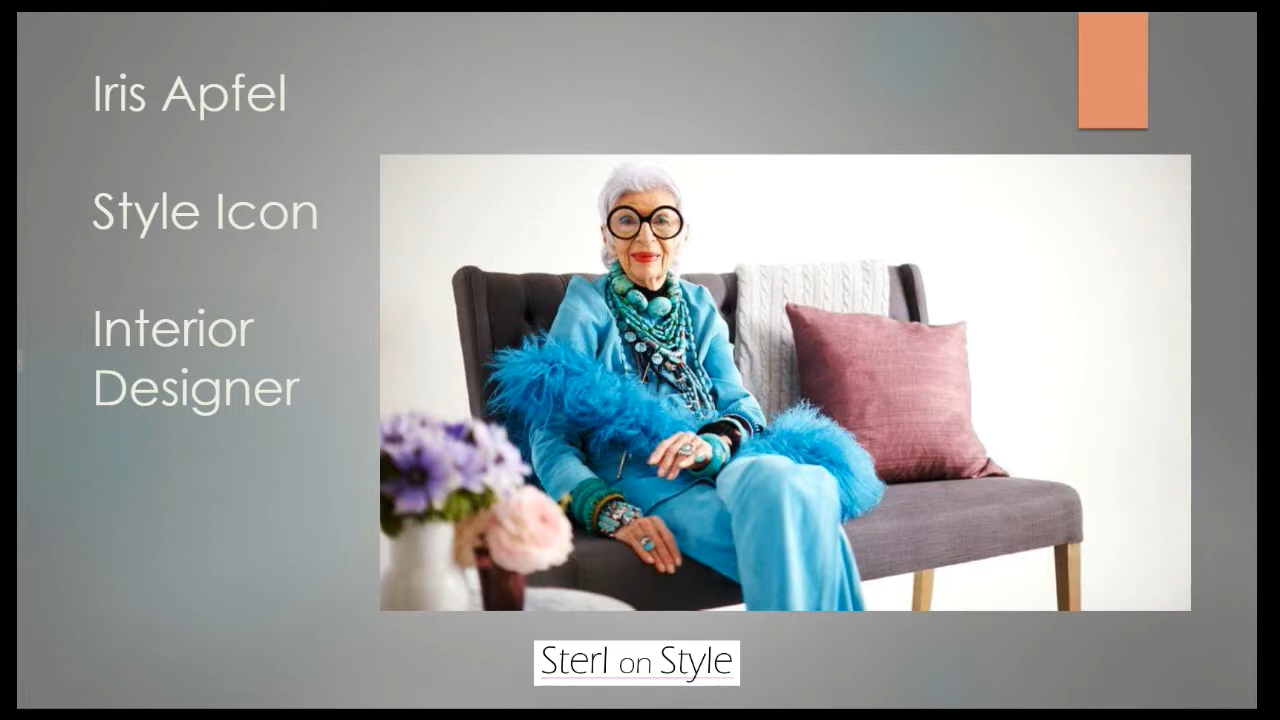 Iris Apfel
Style Icon
Interior
Designer
Sterl on Style